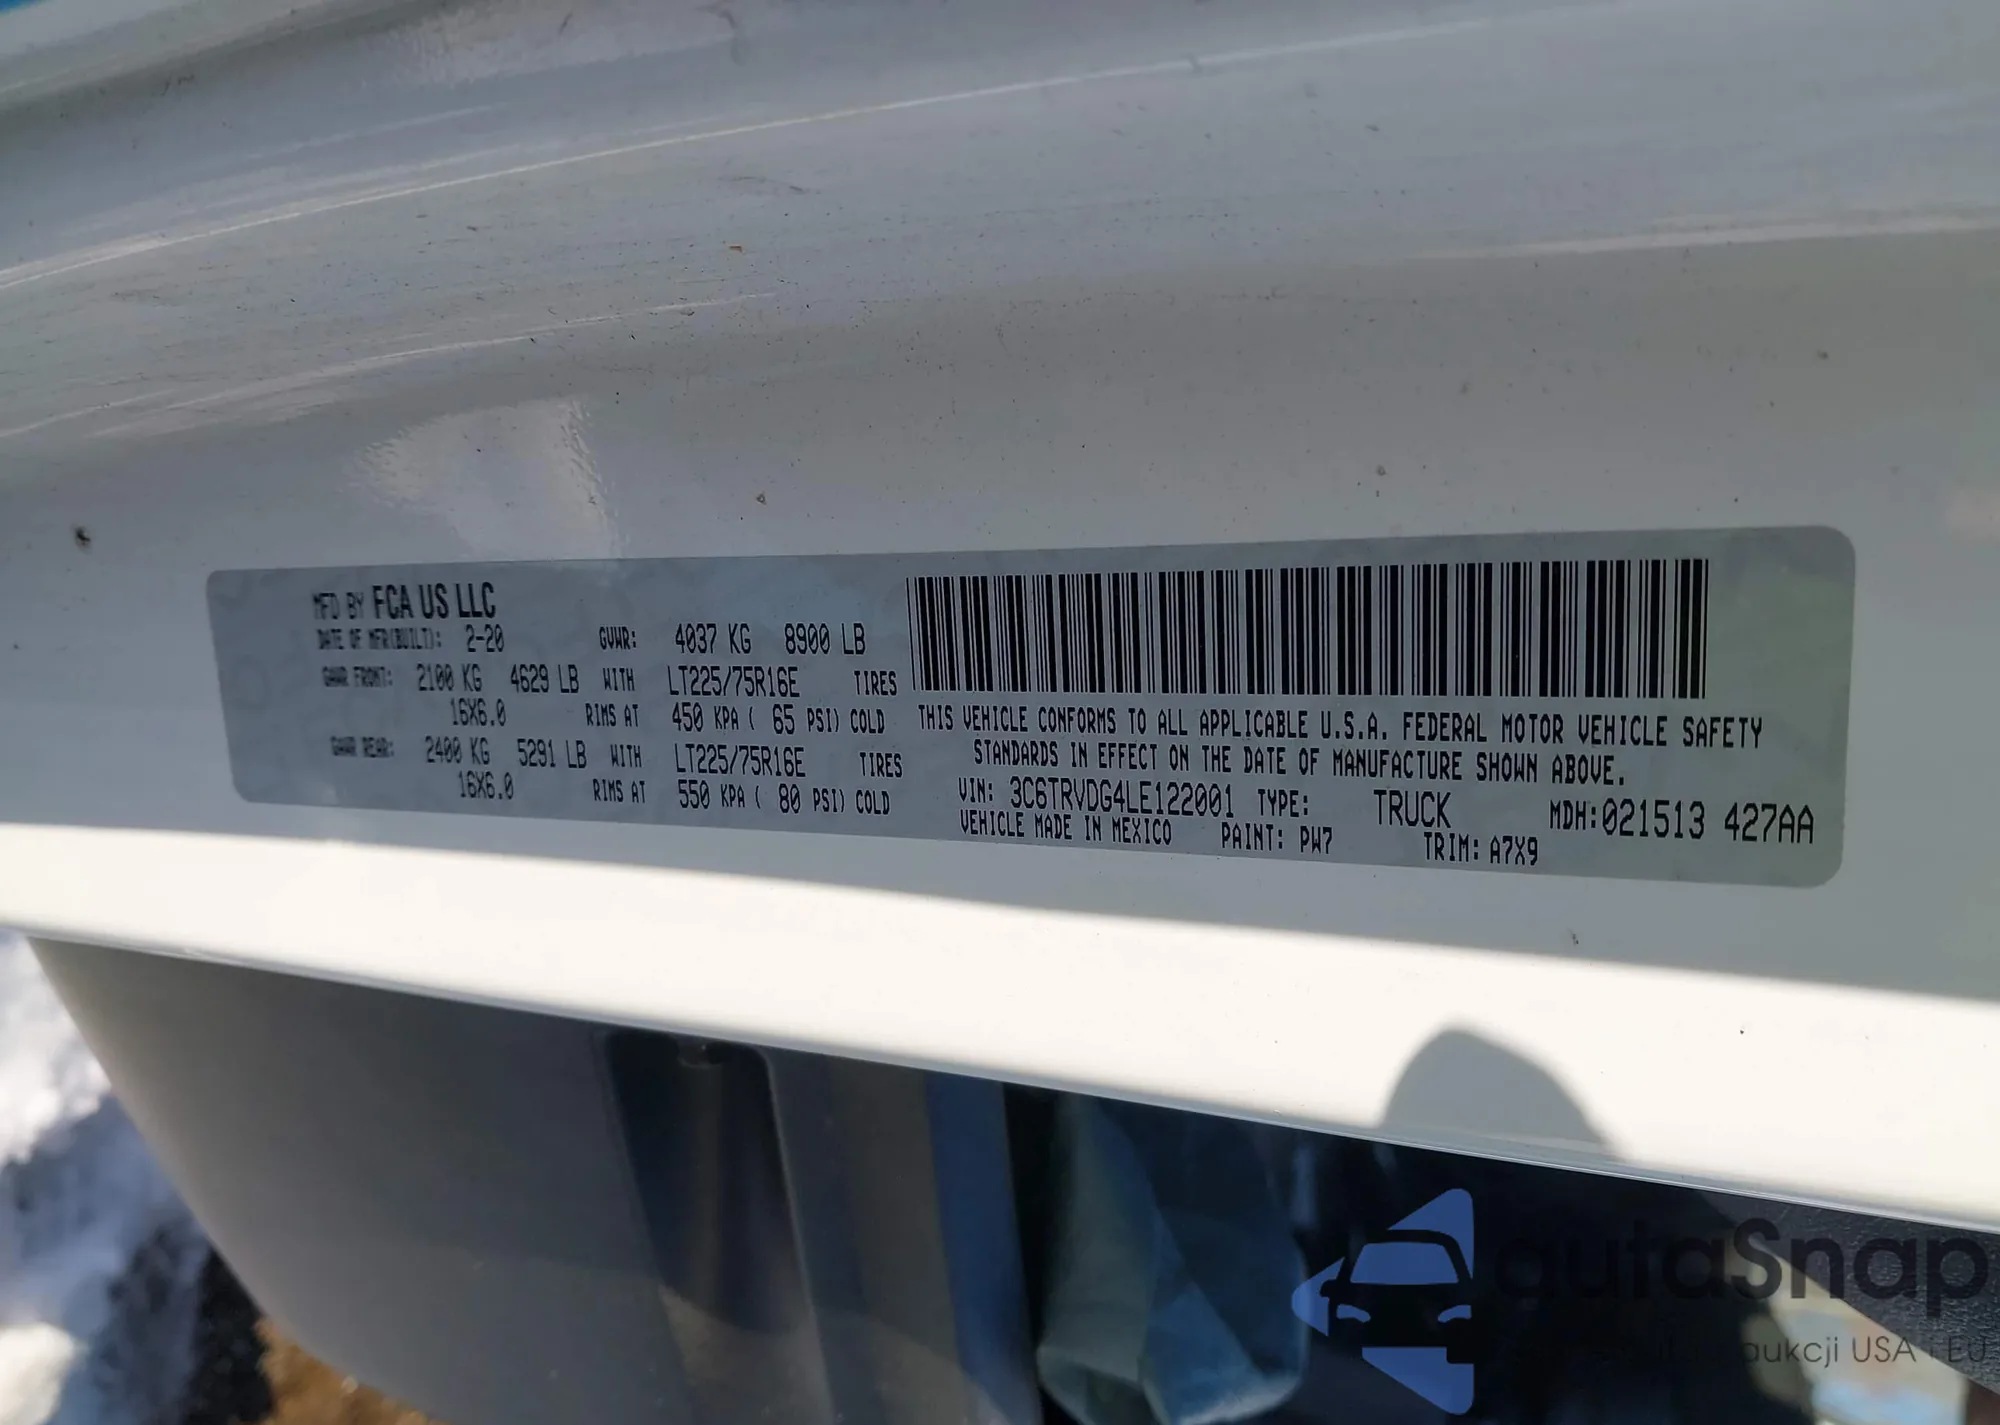 MFD BY FCA US LLC
DATE OF MFR(BUILT): 2-20 GVWR: 4037 KG 8900 LB
GAWR FRONT: 2100 KG 4629 LB WITH LT225/75R16E TIRES
16X6.0 RIMS AT 450 KPA ( 65 PSI) COLD
GAWR REAR: 2400 KG 5291 LB WITH LT225/75R16E TIRES
16X6.0 RIMS AT 550 KPA ( 80 PSI) COLD
THIS VEHICLE CONFORMS TO ALL APPLICABLE U.S.A. FEDERAL MOTOR VEHICLE SAFETY
STANDARDS IN EFFECT ON THE DATE OF MANUFACTURE SHOWN ABOVE.
VIN: 3C6TRVDG4LE122001 TYPE: TRUCK MDH:021513 427AA
VEHICLE MADE IN MEXICO PAINT: PW7 TRIM: A7X9
autaSnap
aukcji USA i EU